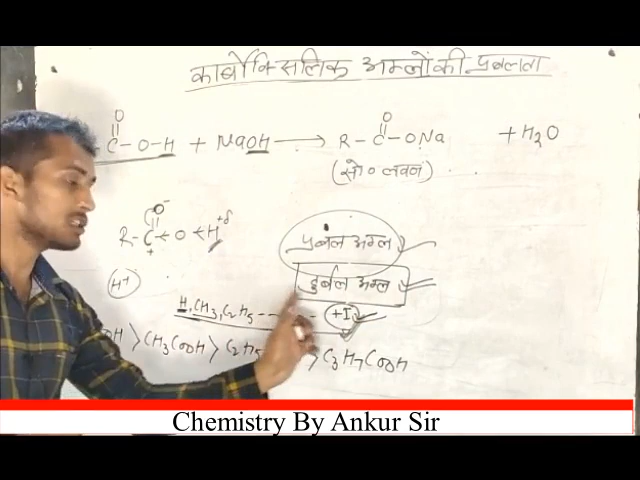 कार्बोक्सिलिक अम्लों की प्रबलता
O
|| 
C - O - H + NaOH → R - C - O Na + H2O
(सो० लवण)
R - C ← O ← H+δ
प्रबल अम्ल
दुर्बल अम्ल
H+
H, CH3, C2H5 - - - - - +I
> CH3COOH > C2H5 > C3H7COOH
Chemistry By Ankur Sir